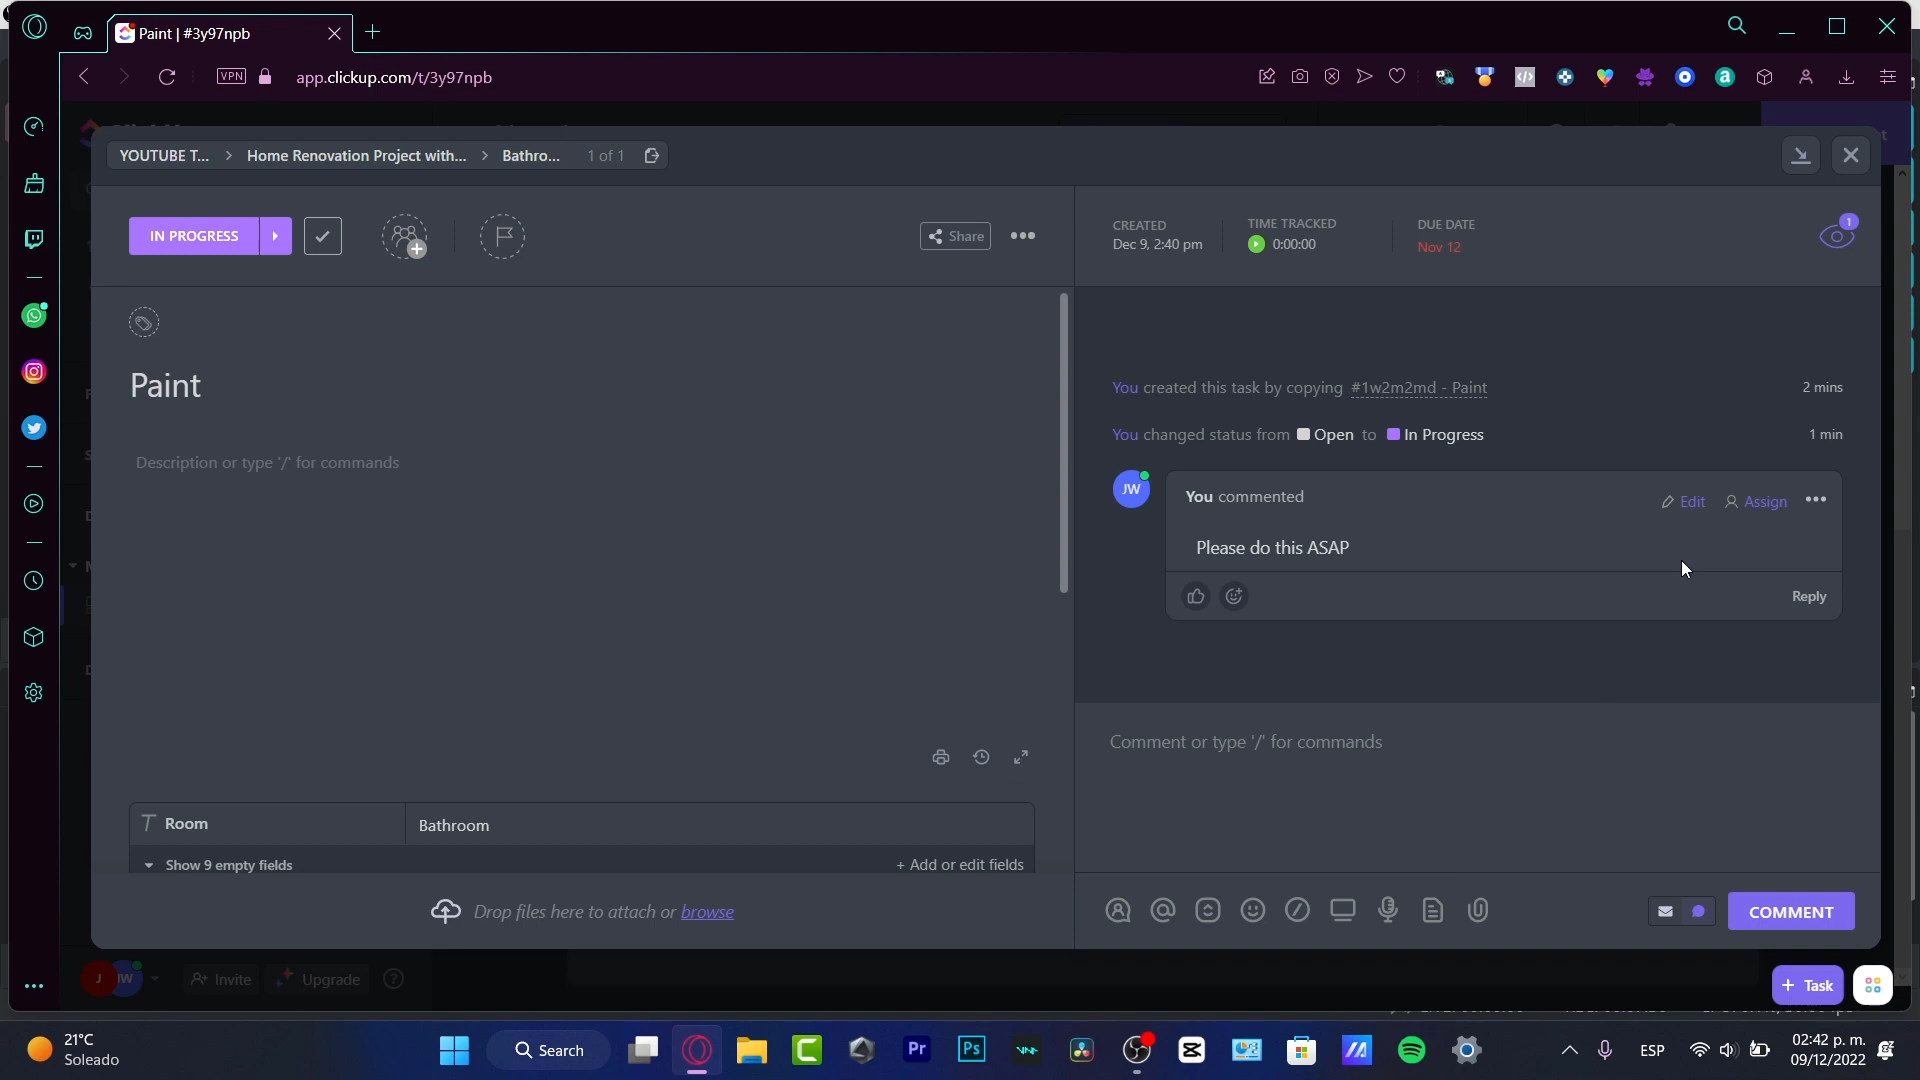 Paint | #3y97npb
VPN
app.clickup.com/t/3y97npb
YOUTUBE T... > Home Renovation Project with... > Bathro... 1 of 1
IN PROGRESS
Share
CREATED
Dec 9, 2:40 pm
TIME TRACKED
0:00:00
DUE DATE
Nov 12
1
Paint
Description or type '/' for commands
You created this task by copying #1w2m2md - Paint
2 mins
You changed status from Open to In Progress
1 min
JW
You commented
Edit
Assign
Please do this ASAP
Reply
Room
Bathroom
Show 9 empty fields
+ Add or edit fields
Drop files here to attach or browse
Comment or type '/' for commands
COMMENT
J
JW
Invite
Upgrade
+ Task
21°C
Soleado
Search
Pr
Ps
ESP
02:42 p. m.
09/12/2022